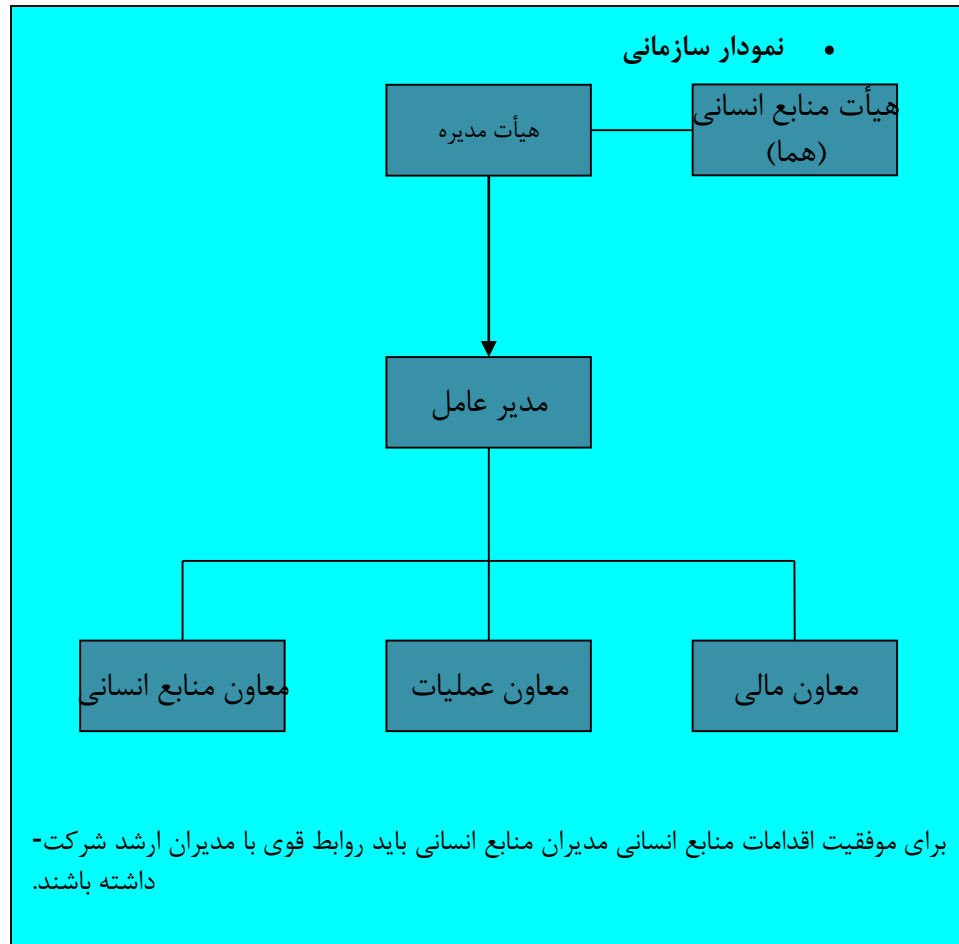 • نمودار سازمانی
هیأت منابع انسانی
(هما)
هیأت مدیره
مدیر عامل
معاون مالی
معاون عملیات
معاون منابع انسانی
برای موفقیت اقدامات منابع انسانی مدیران منابع انسانی باید روابط قوی با مدیران ارشد شرکت-
داشته باشند.